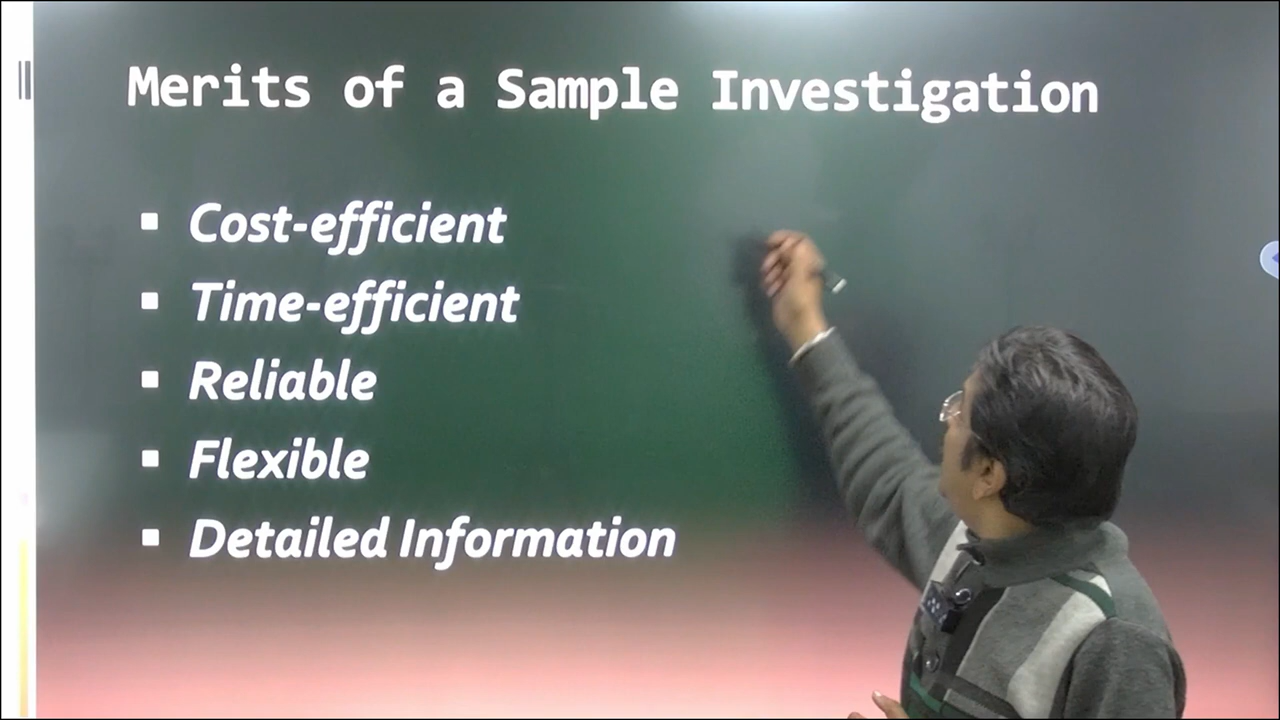 Merits of a Sample Investigation
▪ Cost-efficient
▪ Time-efficient
▪ Reliable
▪ Flexible
▪ Detailed Information